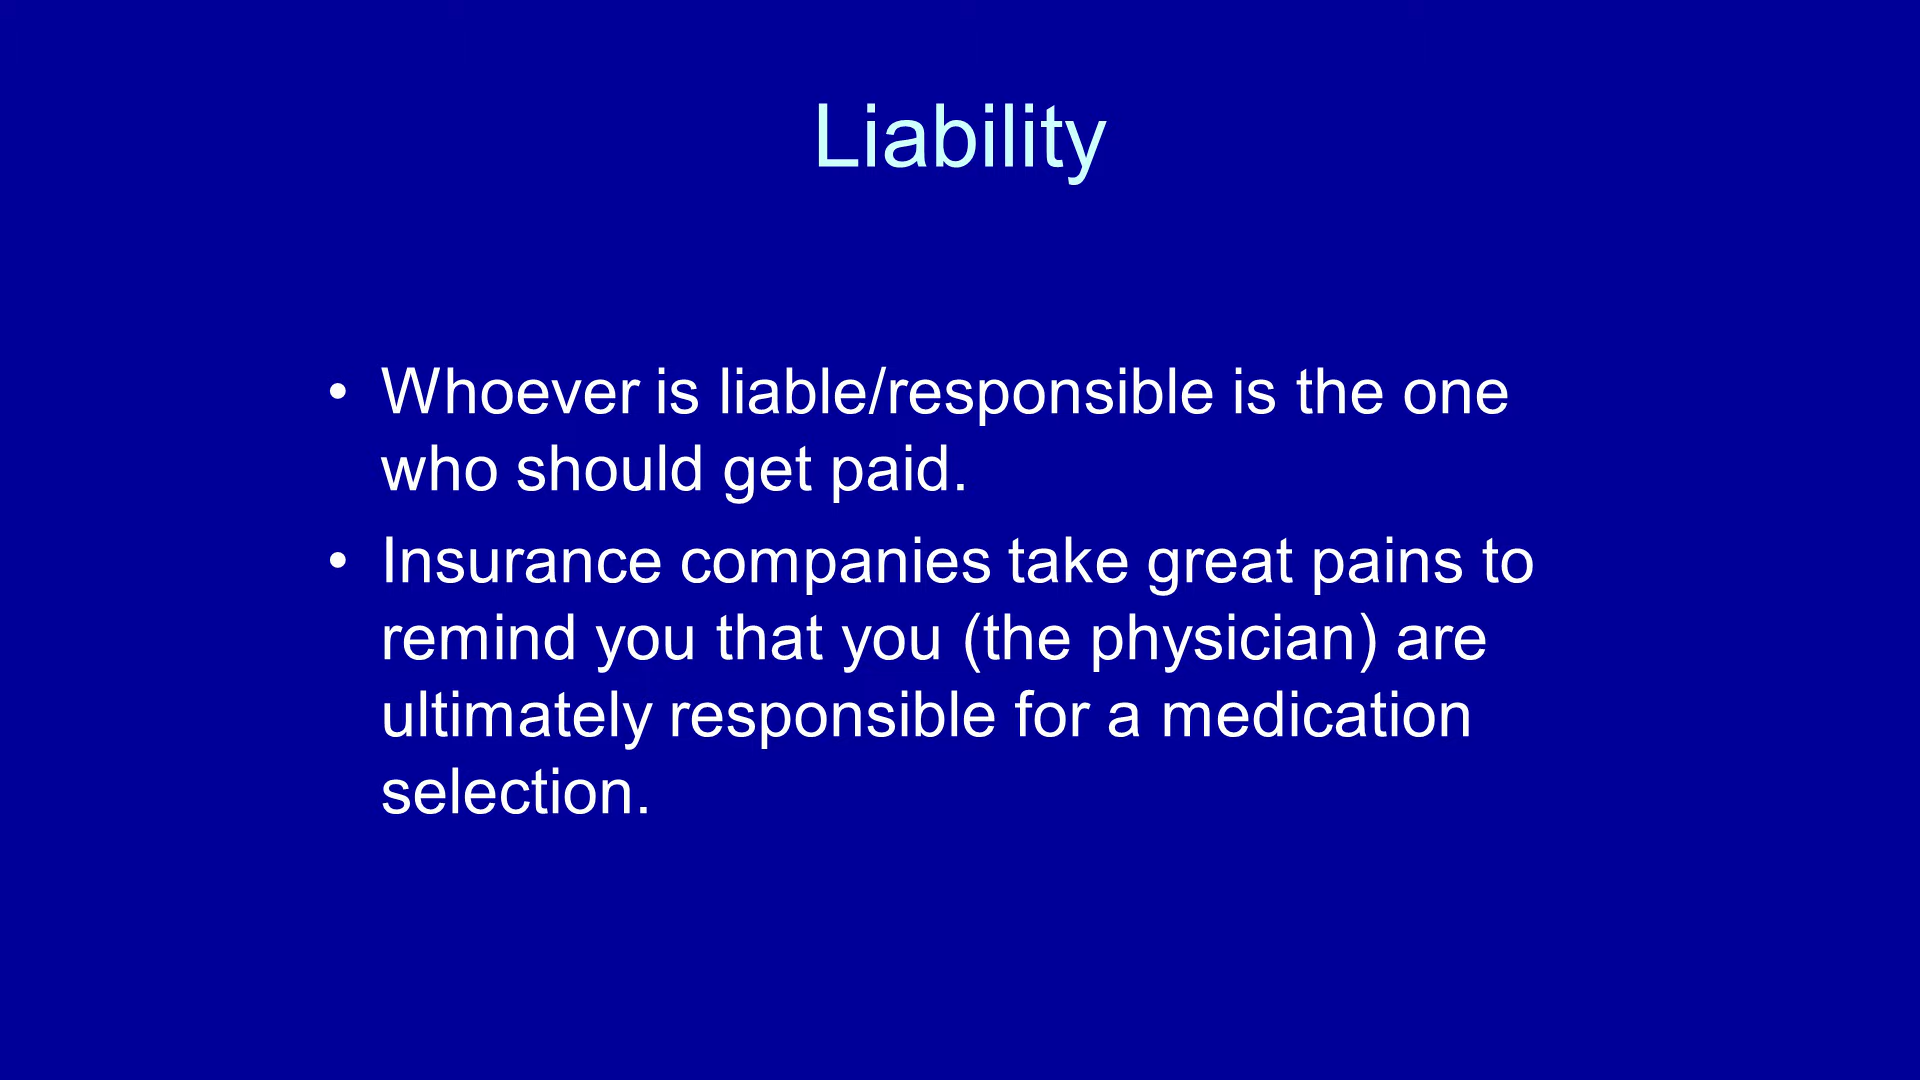 Liability
• Whoever is liable/responsible is the one
who should get paid.
• Insurance companies take great pains to
remind you that you (the physician) are
ultimately responsible for a medication
selection.